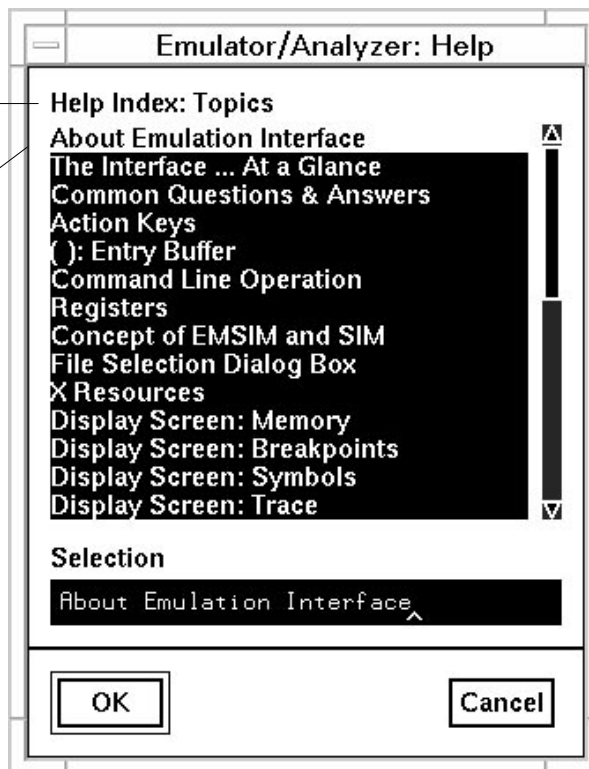 Emulator/Analyzer: Help
Help Index: Topics
About Emulation Interface
The Interface ... At a Glance
Common Questions & Answers
Action Keys
( ): Entry Buffer
Command Line Operation
Registers
Concept of EMSIM and SIM
File Selection Dialog Box
X Resources
Display Screen: Memory
Display Screen: Breakpoints
Display Screen: Symbols
Display Screen: Trace
Selection
About Emulation Interface
OK
Cancel